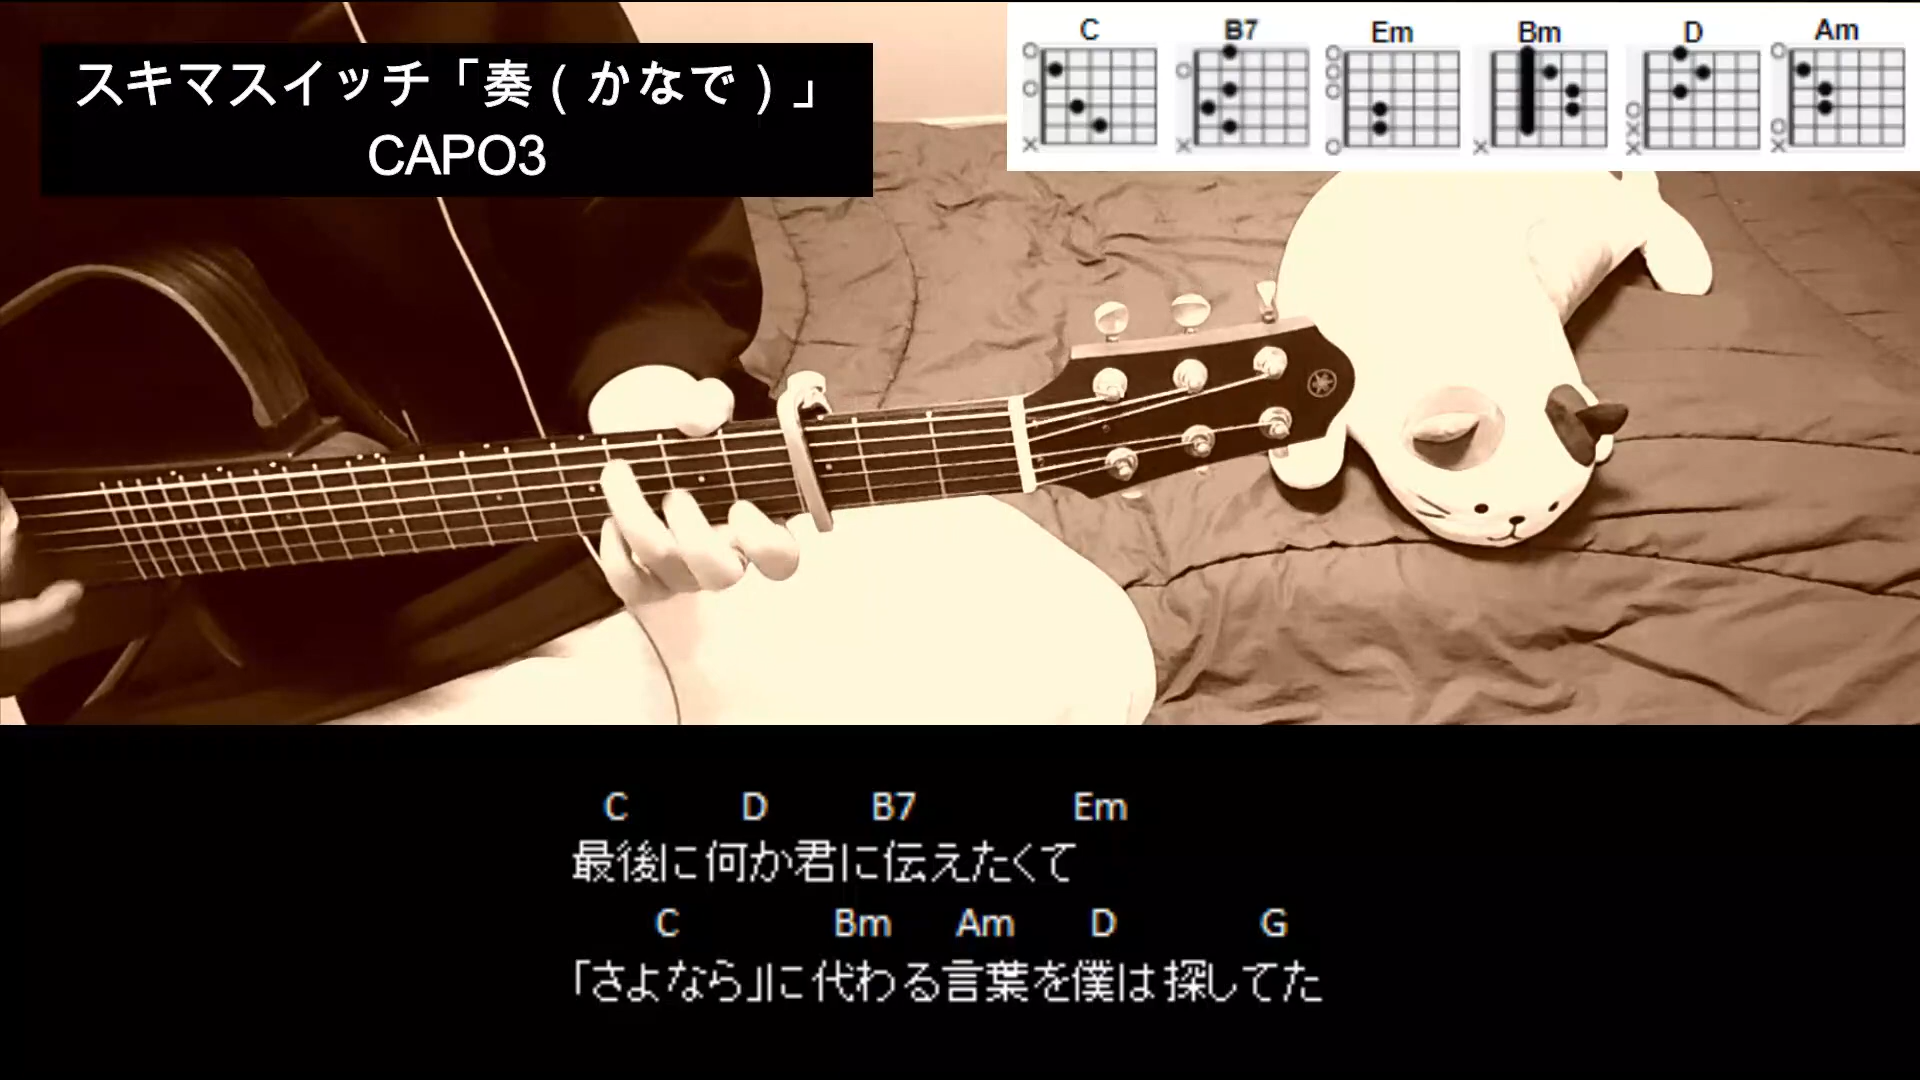 スキマスイッチ「奏(かなで)」
CAPO3
C B7 Em Bm D Am
C D B7 Em
最後に何か君に伝えたくて
C Bm Am D G
「さよなら」に代わる言葉を僕は探してた